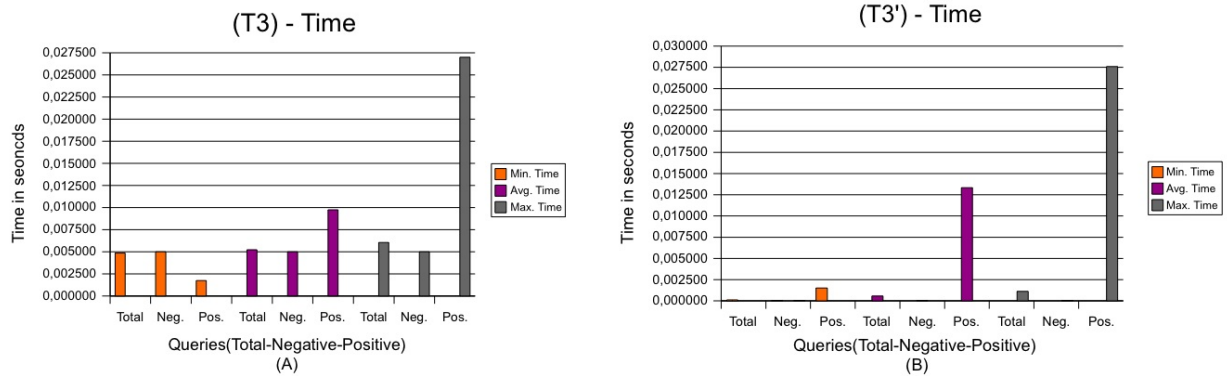 (T3) - Time
Time in seoncds
0,027500
0,025000
0,022500
0,020000
0,017500
0,015000
0,012500
0,010000
0,007500
0,005000
0,002500
0,000000
Total Neg. Pos. Total Neg. Pos. Total Neg. Pos.
Queries(Total-Negative-Positive)
(A)
Min. Time
Avg. Time
Max. Time
(T3') - Time
Time in seconds
0,030000
0,027500
0,025000
0,022500
0,020000
0,017500
0,015000
0,012500
0,010000
0,007500
0,005000
0,002500
0,000000
Total Neg. Pos. Total Neg. Pos. Total Neg. Pos.
Queries(Total-Negative-Positive)
(B)
Min. Time
Avg. Time
Max. Time